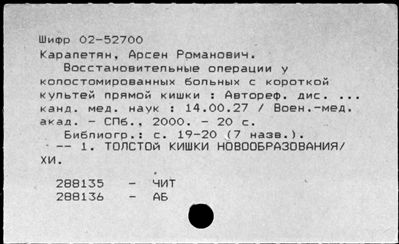 Шифр 02-52700
Карапетян, Арсен Романович.
Восстановительные операции у
колостомированных больных с короткой
культей прямой кишки : Автореф. дис. ...
канд. мед. наук : 14.00.27 / Воен.-мед.
акад. - СПб., 2000. - 20 с.
Библиогр.: с. 19-20 (7 назв.).
-- 1. ТОЛСТОЙ КИШКИ НОВООБРАЗОВАНИЯ/
ХИ.
288135 - ЧИТ
288136 - АБ